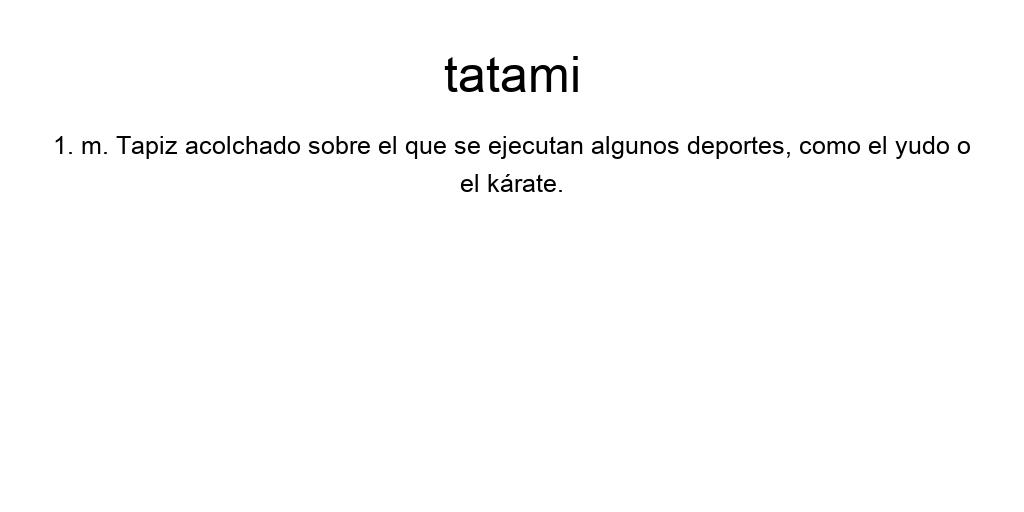 tatami
1. m. Tapiz acolchado sobre el que se ejecutan algunos deportes, como el yudo o
el kárate.